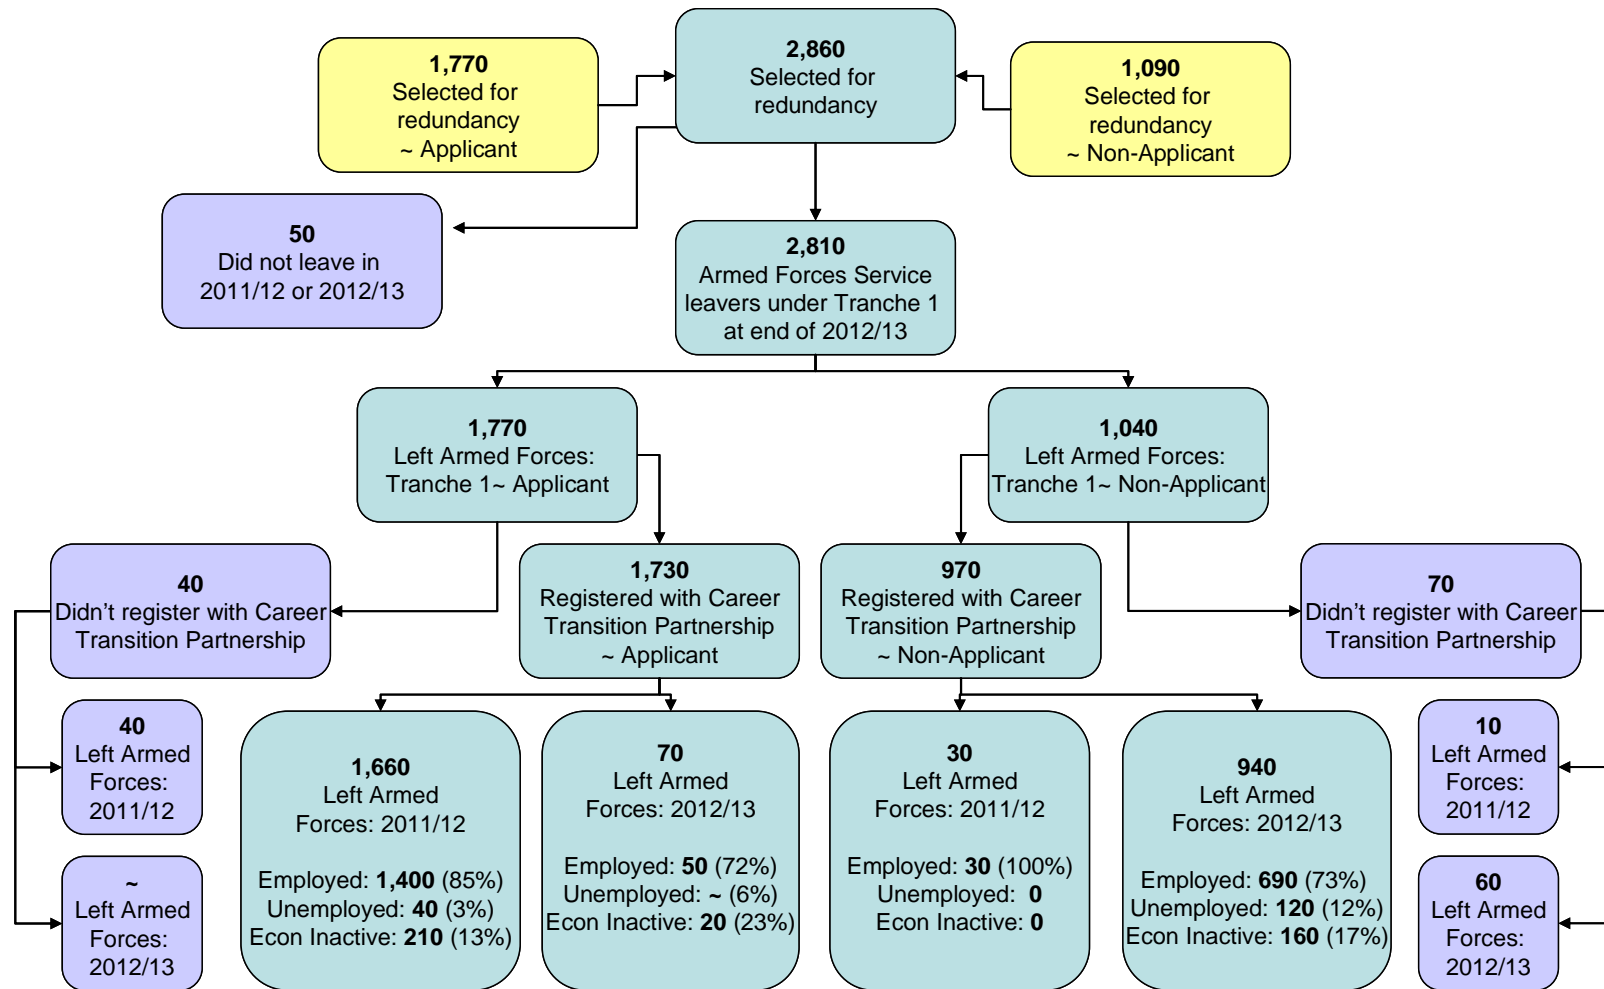 1,770
Selected for
redundancy
~ Applicant
2,860
Selected for
redundancy
1,090
Selected for
redundancy
~ Non-Applicant
50
Did not leave in
2011/12 or 2012/13
2,810
Armed Forces Service
leavers under Tranche 1
at end of 2012/13
1,770
Left Armed Forces:
Tranche 1~ Applicant
1,040
Left Armed Forces:
Tranche 1~ Non-Applicant
40
Didn't register with Career
Transition Partnership
1,730
Registered with Career
Transition Partnership
~ Applicant
970
Registered with Career
Transition Partnership
~ Non-Applicant
70
Didn't register with Career
Transition Partnership
40
Left Armed
Forces:
2011/12
~
Left Armed
Forces:
2012/13
1,660
Left Armed
Forces: 2011/12
Employed: 1,400 (85%)
Unemployed: 40 (3%)
Econ Inactive: 210 (13%)
70
Left Armed
Forces: 2012/13
Employed: 50 (72%)
Unemployed: ~ (6%)
Econ Inactive: 20 (23%)
30
Left Armed
Forces: 2011/12
Employed: 30 (100%)
Unemployed: 0
Econ Inactive: 0
940
Left Armed
Forces: 2012/13
Employed: 690 (73%)
Unemployed: 120 (12%)
Econ Inactive: 160 (17%)
10
Left Armed
Forces:
2011/12
60
Left Armed
Forces:
2012/13